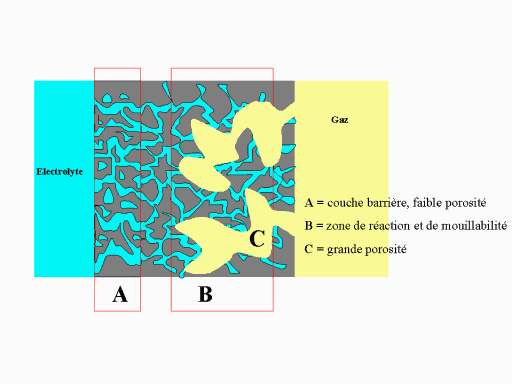 Gaz
Electrolyte
A = couche barrière, faible porosité
B = zone de réaction et de mouillabilité
C
C = grande porosité
A
B